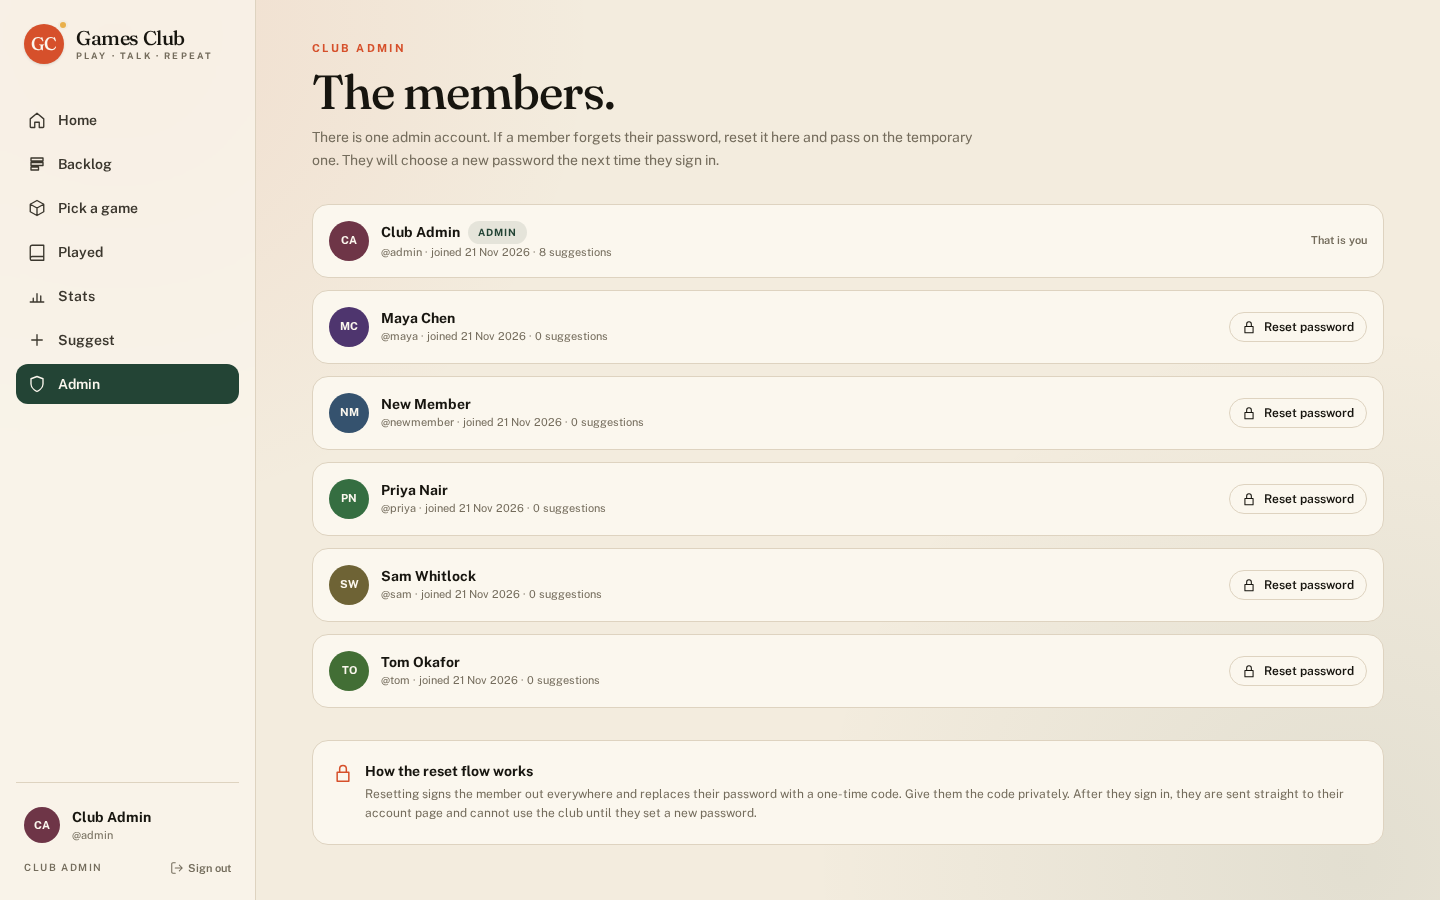 GC
Games Club
PLAY · TALK · REPEAT
Home
Backlog
Pick a game
Played
Stats
Suggest
Admin
CA
Club Admin
@admin
CLUB ADMIN
Sign out
CLUB ADMIN
The members.
There is one admin account. If a member forgets their password, reset it here and pass on the temporary
one. They will choose a new password the next time they sign in.
CA
Club Admin ADMIN
@admin · joined 21 Nov 2026 · 8 suggestions
That is you
MC
Maya Chen
@maya · joined 21 Nov 2026 · 0 suggestions
Reset password
NM
New Member
@newmember · joined 21 Nov 2026 · 0 suggestions
Reset password
PN
Priya Nair
@priya · joined 21 Nov 2026 · 0 suggestions
Reset password
SW
Sam Whitlock
@sam · joined 21 Nov 2026 · 0 suggestions
Reset password
TO
Tom Okafor
@tom · joined 21 Nov 2026 · 0 suggestions
Reset password
How the reset flow works
Resetting signs the member out everywhere and replaces their password with a one-time code. Give them the code privately. After they sign in, they are sent straight to their
account page and cannot use the club until they set a new password.